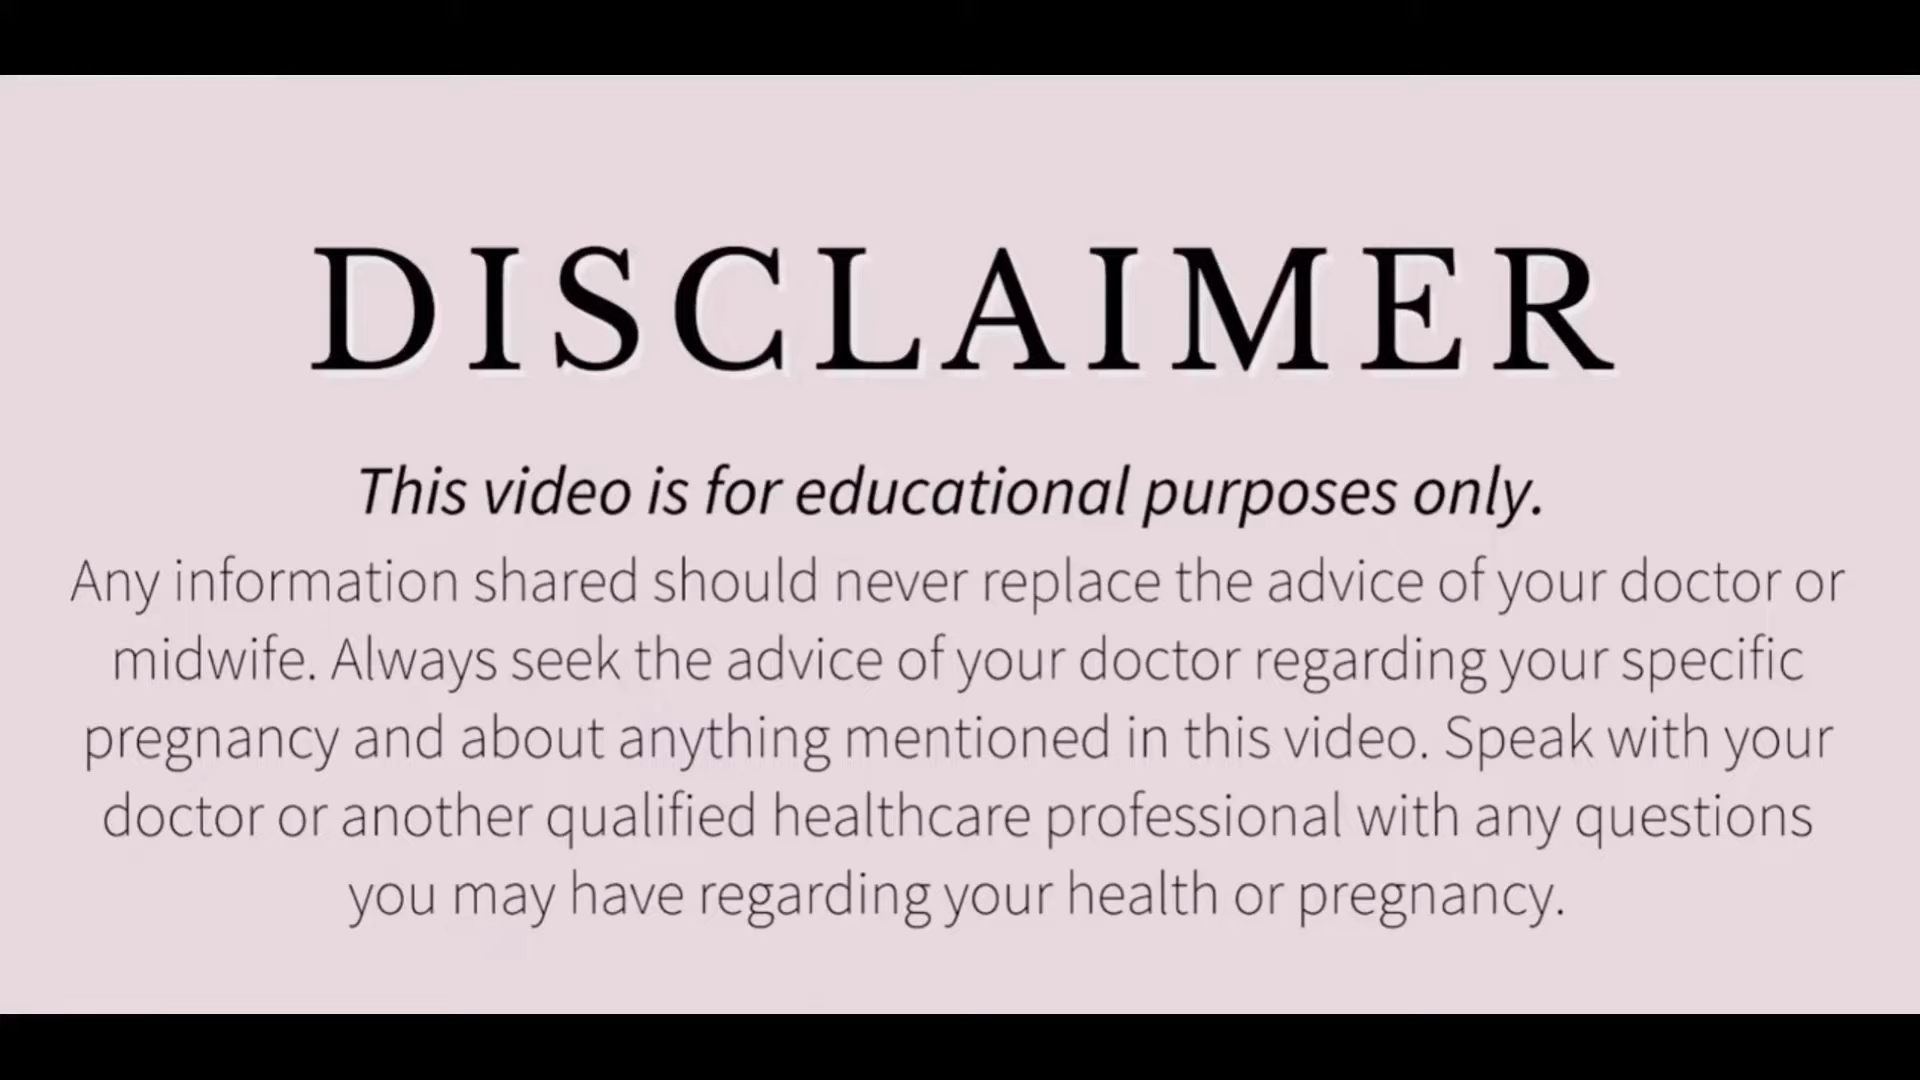 DISCLAIMER
This video is for educational purposes only.
Any information shared should never replace the advice of your doctor or
midwife. Always seek the advice of your doctor regarding your specific
pregnancy and about anything mentioned in this video. Speak with your
doctor or another qualified healthcare professional with any questions
you may have regarding your health or pregnancy.